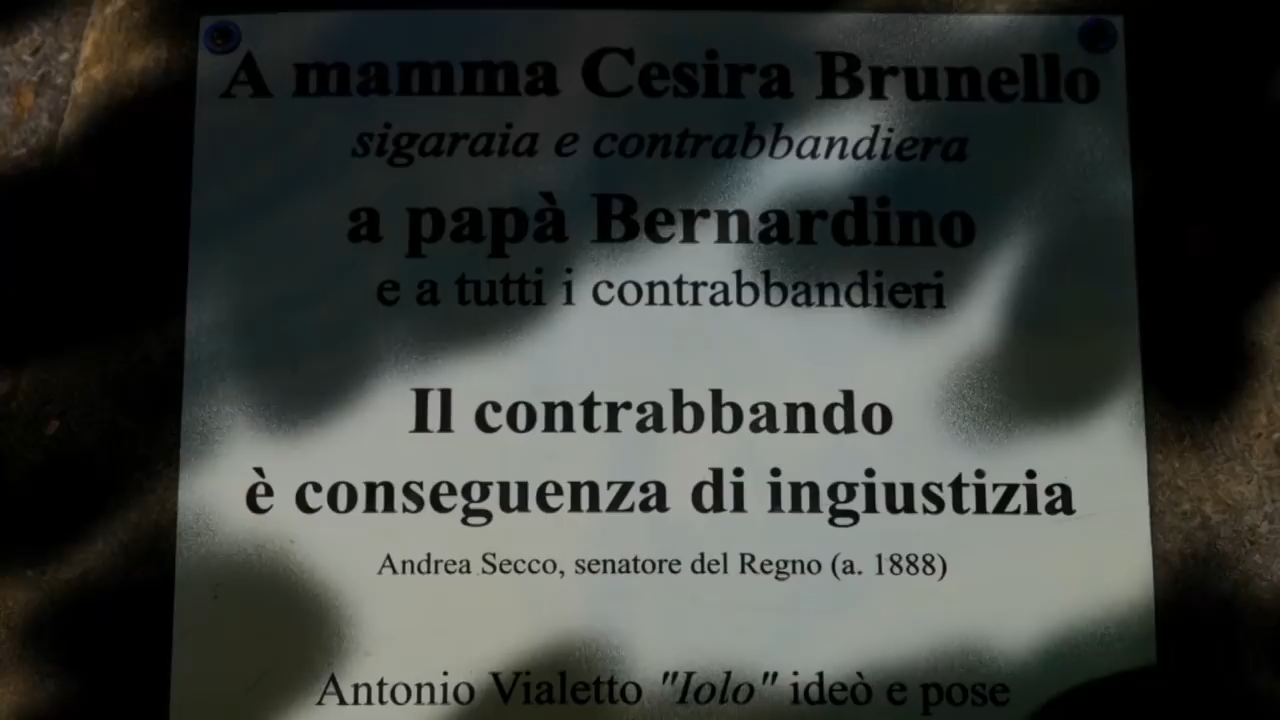 A mamma Cesira Brunello
sigaraia e contrabbandiera
a papà Bernardino
e a tutti i contrabbandieri
Il contrabbando
è conseguenza di ingiustizia
Andrea Secco, senatore del Regno (a. 1888)
Antonio Vialetto "Iolo" ideò e pose